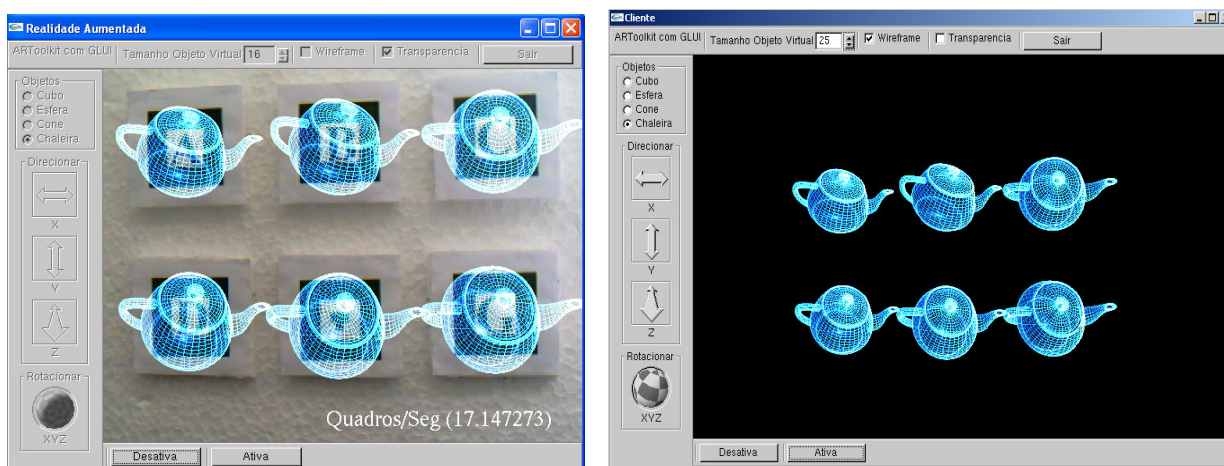 Realidade Aumentada
ARToolkit com GLUI Tamanho Objeto Virtual 16 Wireframe Transparencia Sair
Objetos
Cubo
Esfera
Cone
Chaleira
Direcionar
X
Y
Z
Rotacionar
XYZ
Quadros/Seg (17.147273)
Desativa Ativa
Cliente
ARToolkit com GLUI Tamanho Objeto Virtual 25 Wireframe Transparencia Sair
Objetos
Cubo
Esfera
Cone
Chaleira
Direcionar
X
Y
Z
Rotacionar
XYZ
Desativa Ativa